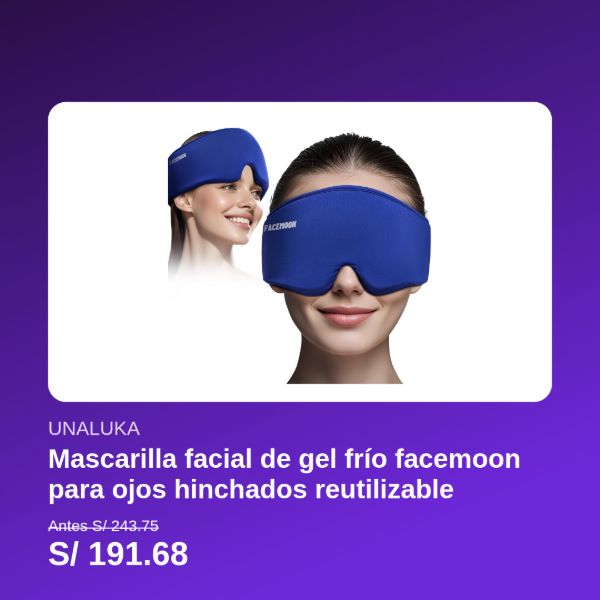 FACEMOON
FACEMOON
UNALUKA
Mascarilla facial de gel frío facemoon
para ojos hinchados reutilizable
Antes S/ 243.75
S/ 191.68